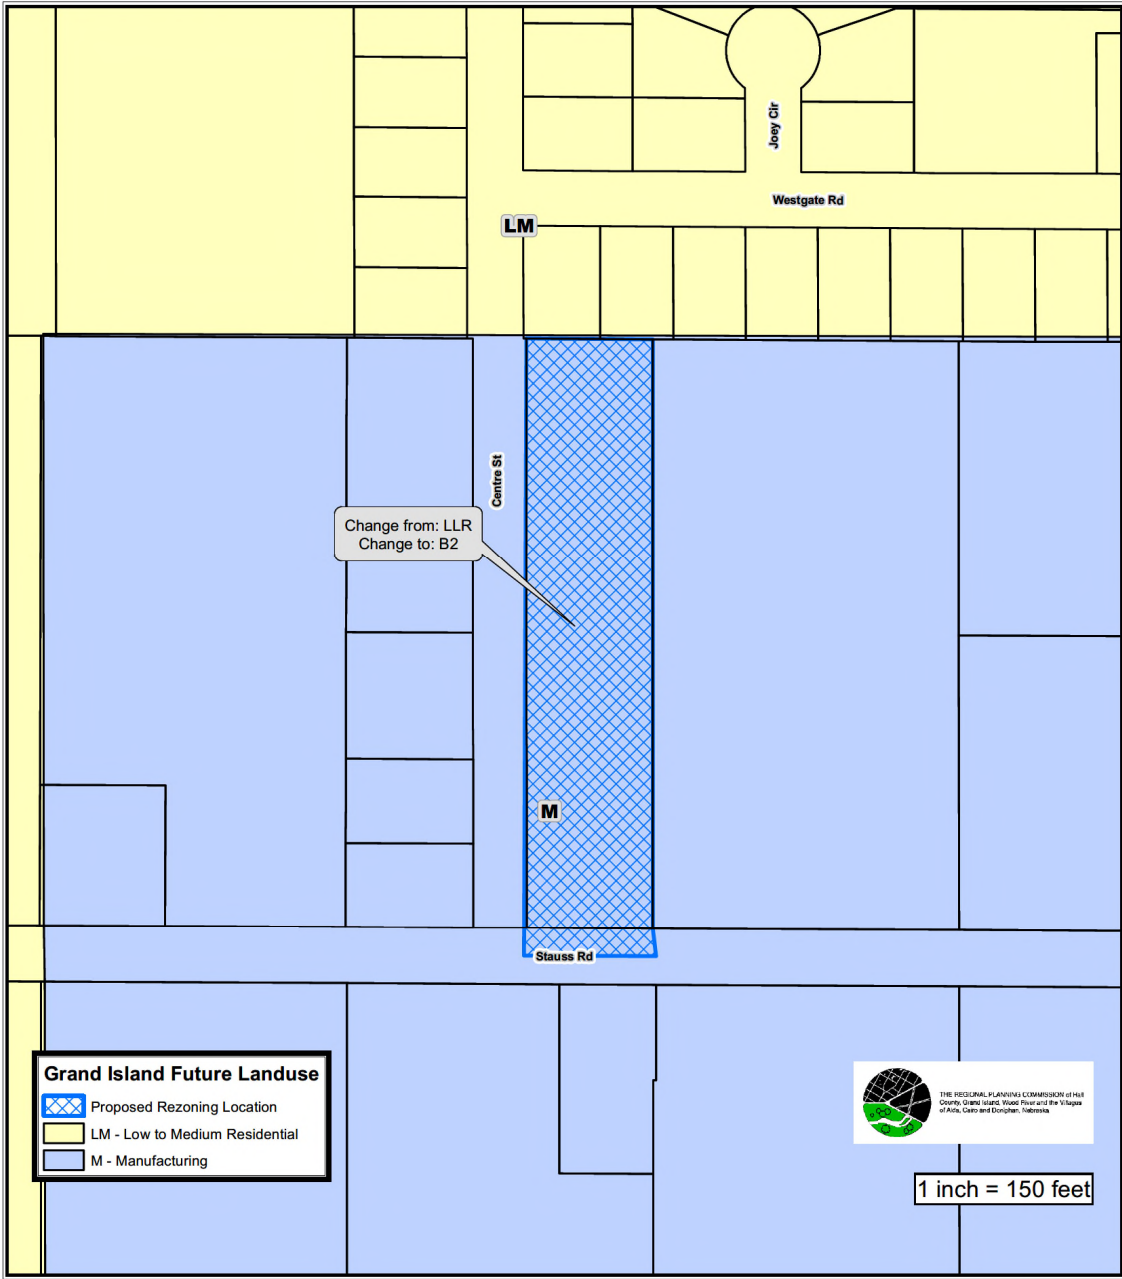 Joey Cir
Westgate Rd
LM
Centre St
Change from: LLR
Change to: B2
M
Stauss Rd
Grand Island Future Landuse
Proposed Rezoning Location
LM - Low to Medium Residential
M - Manufacturing
THE REGIONAL PLANNING COMMISSION of Hall
County, Grand Island, Wood River and the Villages
of Alda, Cairo and Doniphan, Nebraska
1 inch = 150 feet